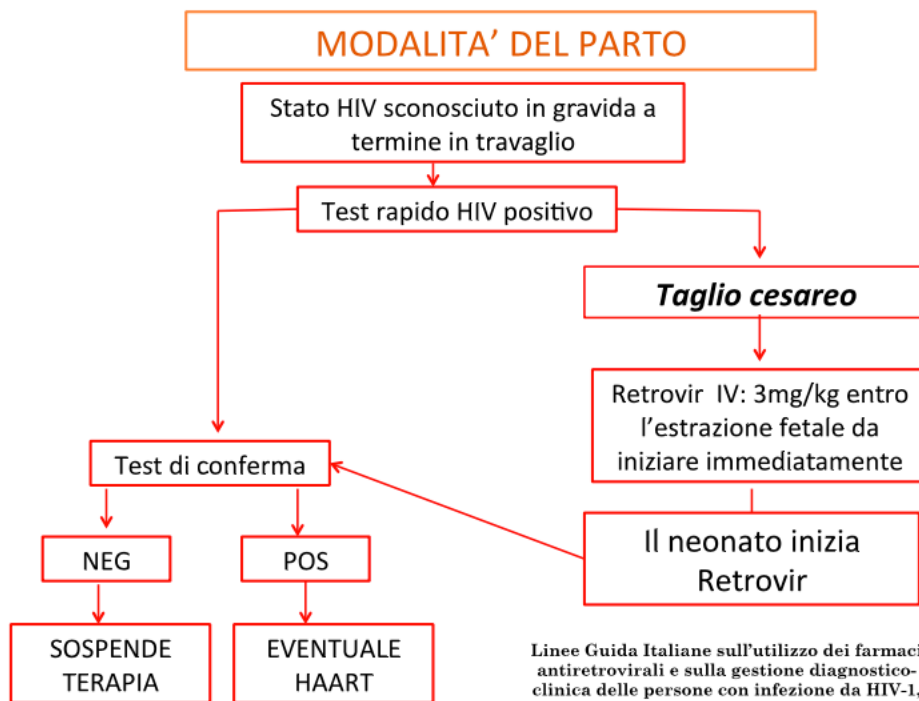 MODALITA’ DEL PARTO
Stato HIV sconosciuto in gravida a
termine in travaglio
Test rapido HIV positivo
Taglio cesareo
Retrovir IV: 3mg/kg entro
l’estrazione fetale da
iniziare immediatamente
Test di conferma
Il neonato inizia
Retrovir
NEG
POS
SOSPENDE
TERAPIA
EVENTUALE
HAART
Linee Guida Italiane sull’utilizzo dei farmaci
antiretrovirali e sulla gestione diagnostico-
clinica delle persone con infezione da HIV-1,